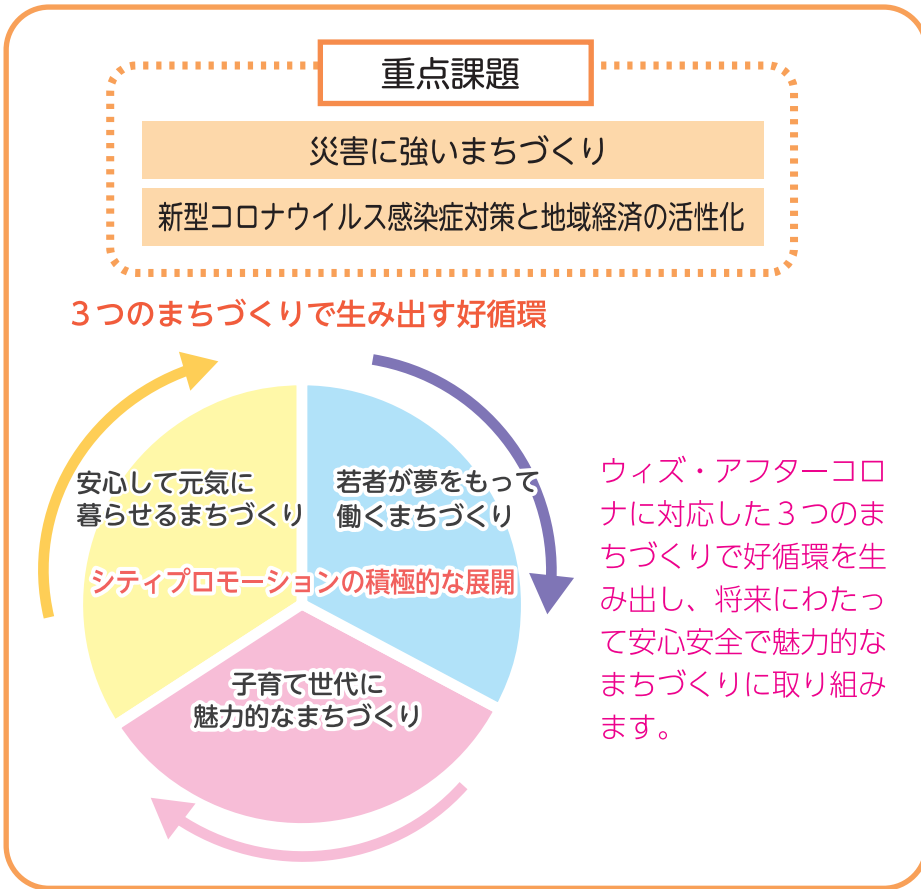 重点課題
災害に強いまちづくり
新型コロナウイルス感染症対策と地域経済の活性化
３つのまちづくりで生み出す好循環
安心して元気に
暮らせるまちづくり
若者が夢をもって
働くまちづくり
シティプロモーションの積極的な展開
子育て世代に
魅力的なまちづくり
ウィズ・アフターコロ
ナに対応した３つのま
ちづくりで好循環を生
み出し、将来にわたっ
て安心安全で魅力的な
まちづくりに取り組み
ます。